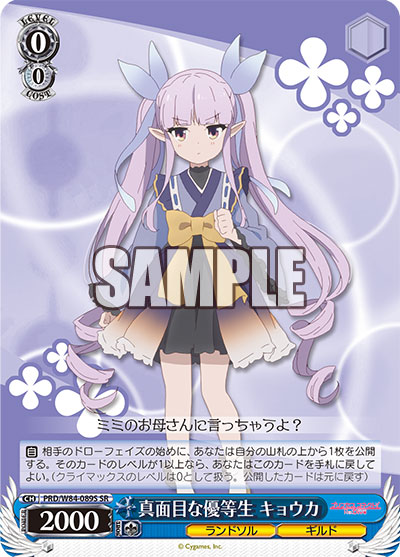 LEVEL
0
0
COST
SAMPLE
ミミのお母さんに言っちゃうよ？
自 相手のドローフェイズの始めに、あなたは自分の山札の上から1枚を公開
する。そのカードのレベルが1以上なら、あなたはこのカードを手札に戻し
てよい。（クライマックスのレベルは0として扱う。公開したカードは元に戻す）
CH PRD/W84-089S SR
POWER
2000
真面目な優等生 キョウカ
ランドソル
ギルド
© Cygames, Inc.